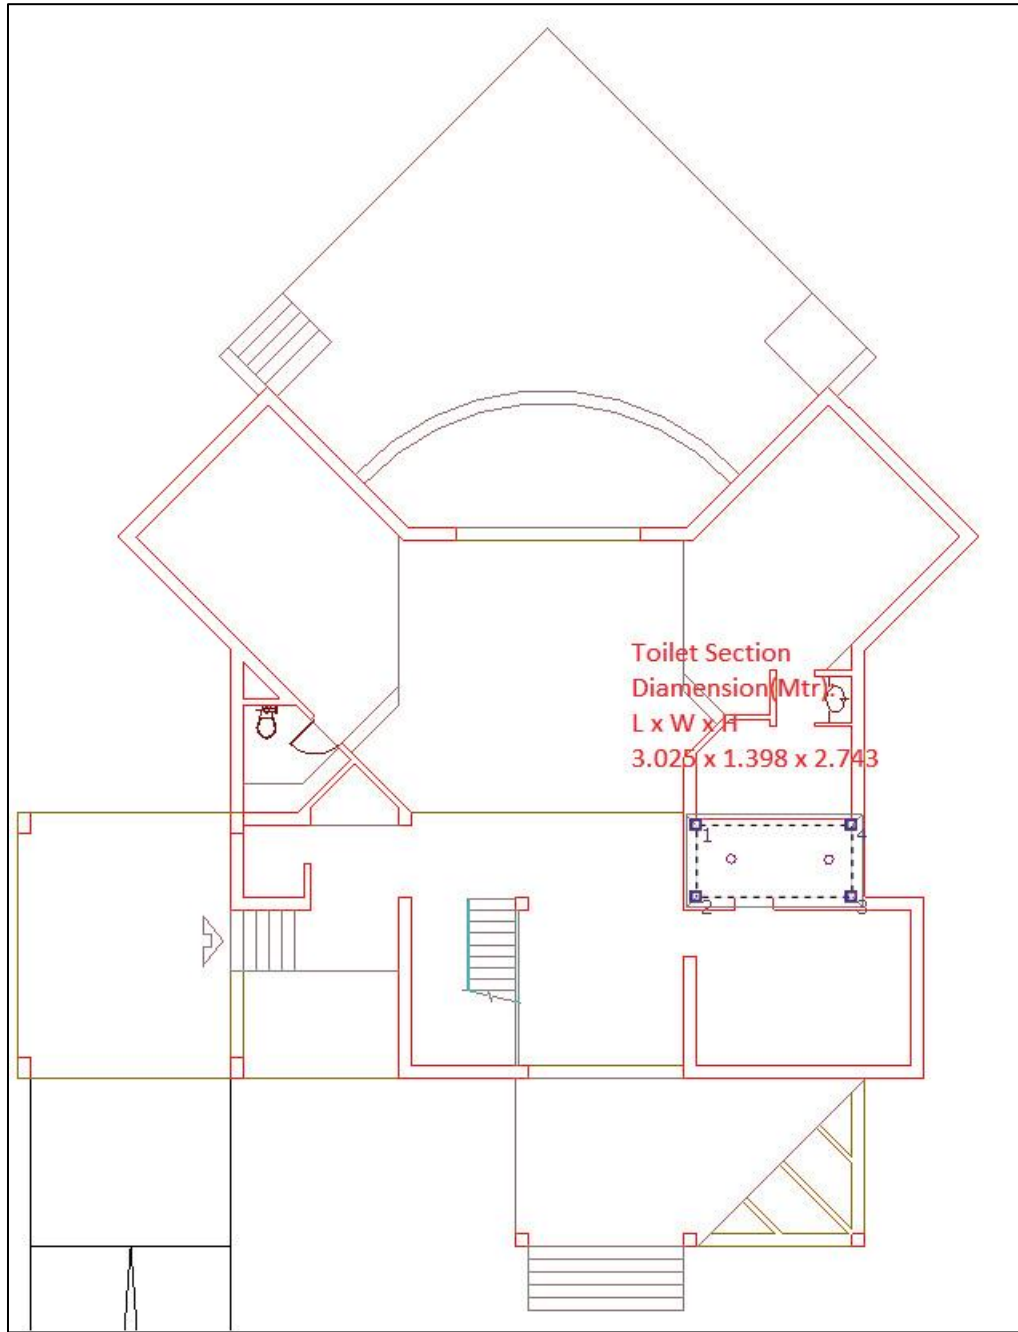 Toilet Section
Diamension(Mtr):
L x W x H
3.025 x 1.398 x 2.743
1 4
2 3